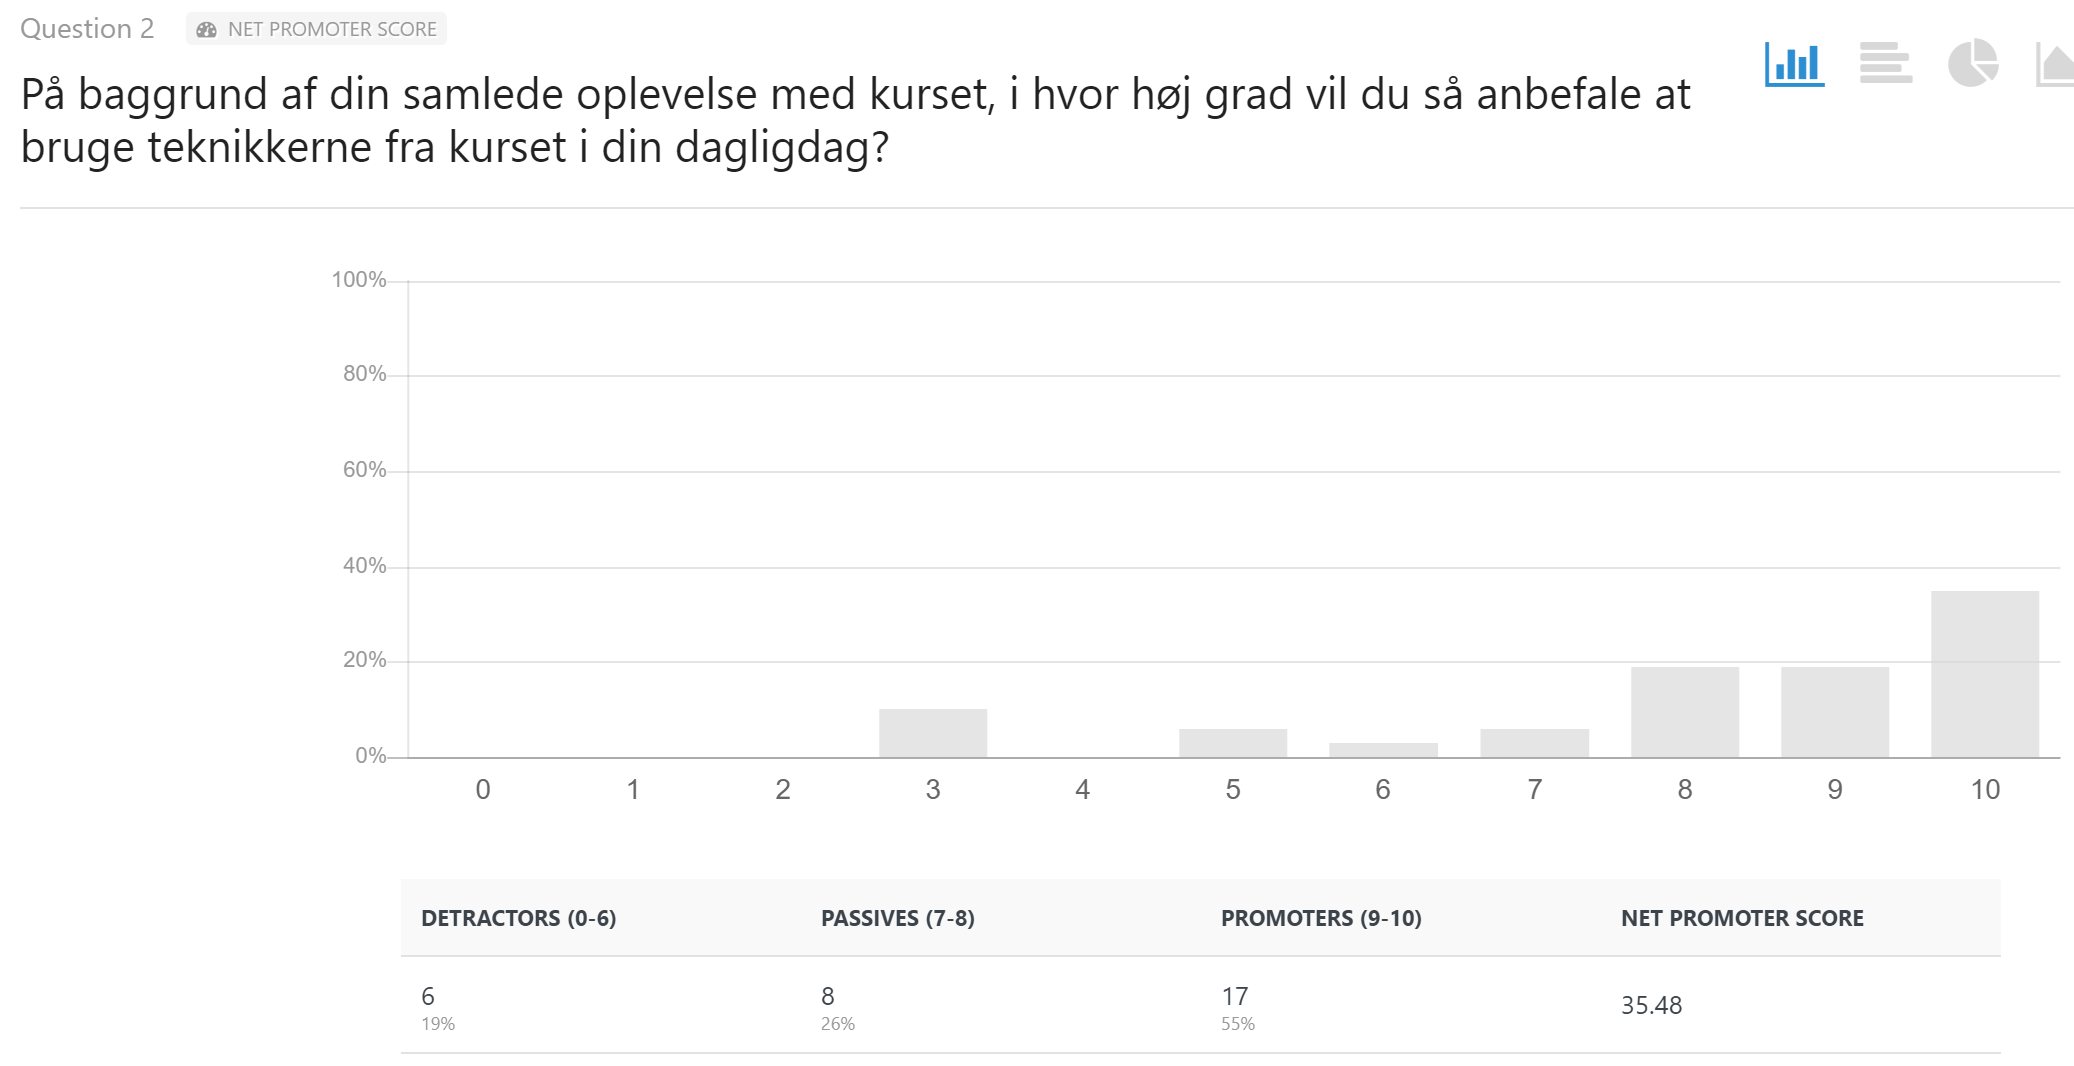 Question 2 NET PROMOTER SCORE
På baggrund af din samlede oplevelse med kurset, i hvor høj grad vil du så anbefale at
bruge teknikkerne fra kurset i din dagligdag?
100%
80%
60%
40%
20%
0%
0 1 2 3 4 5 6 7 8 9 10
DETRACTORS (0-6) PASSIVES (7-8) PROMOTERS (9-10) NET PROMOTER SCORE
6 8 17 35.48
19% 26% 55%